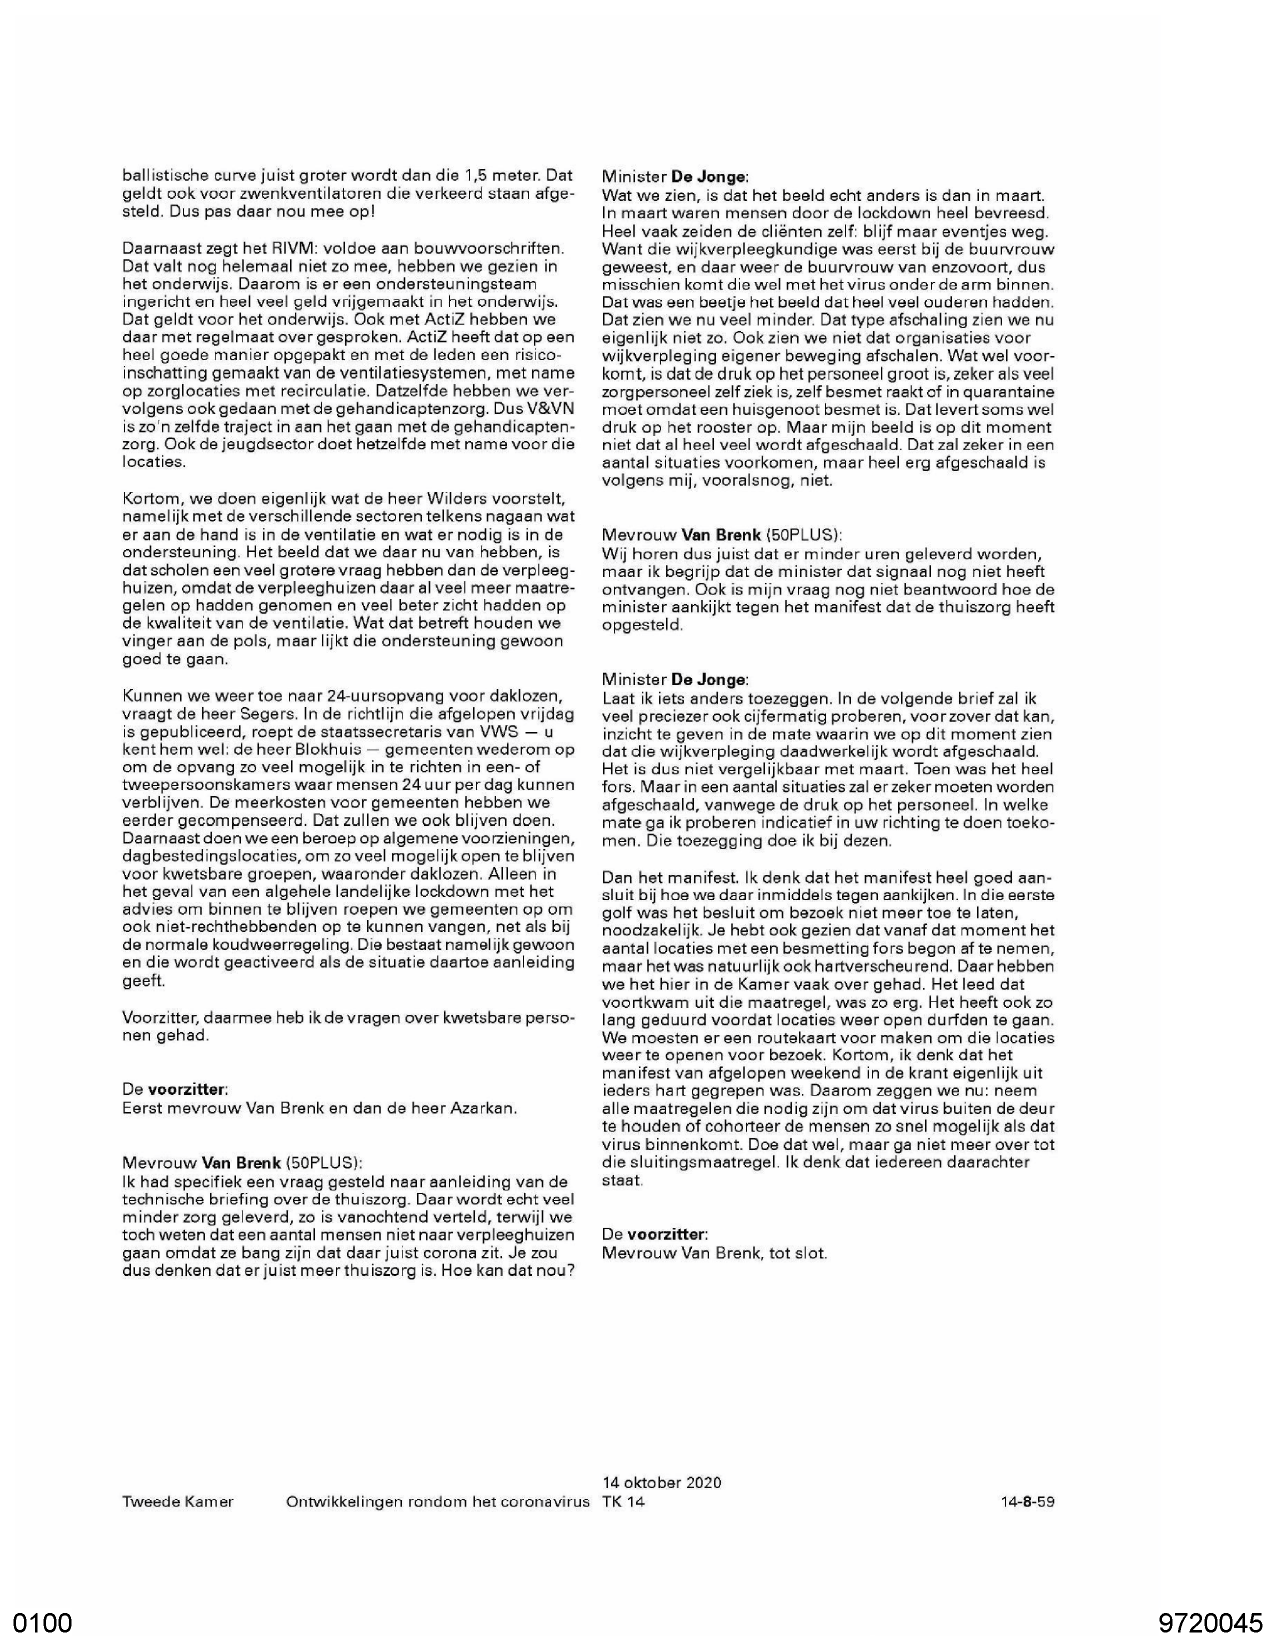 ballistische curve juist groter wordt dan die 1,5 meter. Dat
geldt ook voor zwenkventilatoren die verkeerd staan afge-
steld. Dus pas daar nou mee op!
Daarnaast zegt het RIVM: voldoe aan bouwvoorschriften.
Dat valt nog helemaal niet zo mee, hebben we gezien in
het onderwijs. Daarom is er een ondersteuningsteam
ingericht en heel veel geld vrijgemaakt in het onderwijs.
Dat geldt voor het onderwijs. Ook met ActiZ hebben we
daar met regelmaat over gesproken. ActiZ heeft dat op een
heel goede manier opgepakt en met de leden een risico-
inschatting gemaakt van de ventilatiesystemen, met name
op zorglocaties met recirculatie. Datzelfde hebben we ver-
volgens ook gedaan met de gehandicaptenzorg. Dus V&VN
is zo'n zelfde traject in aan het gaan met de gehandicapten-
zorg. Ook de jeugdsector doet hetzelfde met name voor die
locaties.
Kortom, we doen eigenlijk wat de heer Wilders voorstelt,
namelijk met de verschillende sectoren telkens nagaan wat
er aan de hand is in de ventilatie en wat er nodig is in de
ondersteuning. Het beeld dat we daar nu van hebben, is
dat scholen een veel grotere vraag hebben dan de verpleeg-
huizen, omdat de verpleeghuizen daar al veel meer maatre-
gelen op hadden genomen en veel beter zicht hadden op
de kwaliteit van de ventilatie. Wat dat betreft houden we
vinger aan de pols, maar lijkt die ondersteuning gewoon
goed te gaan.
Kunnen we weer toe naar 24-uursopvang voor daklozen,
vraagt de heer Segers. In de richtlijn die afgelopen vrijdag
is gepubliceerd, roept de staatssecretaris van VWS — u
kent hem wel: de heer Blokhuis — gemeenten wederom op
om de opvang zo veel mogelijk in te richten in een- of
tweepersoonskamers waar mensen 24 uur per dag kunnen
verblijven. De meerkosten voor gemeenten hebben we
eerder gecompenseerd. Dat zullen we ook blijven doen.
Daarnaast doen we een beroep op algemene voorzieningen,
dagbestedingslocaties, om zo veel mogelijk open te blijven
voor kwetsbare groepen, waaronder daklozen. Alleen in
het geval van een algehele landelijke lockdown met het
advies om binnen te blijven roepen we gemeenten op om
ook niet-rechthebbenden op te kunnen vangen, net als bij
de normale koudweerregeling. Die bestaat namelijk gewoon
en die wordt geactiveerd als de situatie daartoe aanleiding
geeft.
Voorzitter, daarmee heb ik de vragen over kwetsbare perso-
nen gehad.
De voorzitter:
Eerst mevrouw Van Brenk en dan de heer Azarkan.
Mevrouw Van Brenk (50PLUS):
Ik had specifiek een vraag gesteld naar aanleiding van de
technische briefing over de thuiszorg. Daar wordt echt veel
minder zorg geleverd, zo is vanochtend verteld, terwijl we
toch weten dat een aantal mensen niet naar verpleeghuizen
gaan omdat ze bang zijn dat daar juist corona zit. Je zou
dus denken dat er juist meer thuiszorg is. Hoe kan dat nou?
Minister De Jonge:
Wat we zien, is dat het beeld echt anders is dan in maart.
In maart waren mensen door de lockdown heel bevreesd.
Heel vaak zeiden de cliënten zelf: blijf maar eventjes weg.
Want die wijkverpleegkundige was eerst bij de buurvrouw
geweest, en daar weer de buurvrouw van enzovoort, dus
misschien komt die wel met het virus onder de arm binnen.
Dat was een beetje het beeld dat heel veel ouderen hadden.
Dat zien we nu veel minder. Dat type afschaling zien we nu
eigenlijk niet zo. Ook zien we niet dat organisaties voor
wijkverpleging eigener beweging afschalen. Wat wel voor-
komt, is dat de druk op het personeel groot is, zeker als veel
zorgpersoneel zelf ziek is, zelf besmet raakt of in quarantaine
moet omdat een huisgenoot besmet is. Dat levert soms wel
druk op het rooster op. Maar mijn beeld is op dit moment
niet dat al heel veel wordt afgeschaald. Dat zal zeker in een
aantal situaties voorkomen, maar heel erg afgeschaald is
volgens mij, vooralsnog, niet.
Mevrouw Van Brenk (50PLUS):
Wij horen dus juist dat er minder uren geleverd worden,
maar ik begrijp dat de minister dat signaal nog niet heeft
ontvangen. Ook is mijn vraag nog niet beantwoord hoe de
minister aankijkt tegen het manifest dat de thuiszorg heeft
opgesteld.
Minister De Jonge:
Laat ik iets anders toezeggen. In de volgende brief zal ik
veel preciezer ook cijfermatig proberen, voor zover dat kan,
inzicht te geven in de mate waarin we op dit moment zien
dat die wijkverpleging daadwerkelijk wordt afgeschaald.
Het is dus niet vergelijkbaar met maart. Toen was het heel
fors. Maar in een aantal situaties zal er zeker moeten worden
afgeschaald, vanwege de druk op het personeel. In welke
mate ga ik proberen indicatief in uw richting te doen toeko-
men. Die toezegging doe ik bij dezen.
Dan het manifest. Ik denk dat het manifest heel goed aan-
sluit bij hoe we daar inmiddels tegen aankijken. In die eerste
golf was het besluit om bezoek niet meer toe te laten,
noodzakelijk. Je hebt ook gezien dat vanaf dat moment het
aantal locaties met een besmetting fors begon af te nemen,
maar het was natuurlijk ook hartverscheurend. Daar hebben
we het hier in de Kamer vaak over gehad. Het leed dat
voortkwam uit die maatregel, was zo erg. Het heeft ook zo
lang geduurd voordat locaties weer open durfden te gaan.
We moesten er een routekaart voor maken om die locaties
weer te openen voor bezoek. Kortom, ik denk dat het
manifest van afgelopen weekend in de krant eigenlijk uit
ieders hart gegrepen was. Daarom zeggen we nu: neem
alle maatregelen die nodig zijn om dat virus buiten de deur
te houden of cohorteer de mensen zo snel mogelijk als dat
virus binnenkomt. Doe dat wel, maar ga niet meer over tot
die sluitingsmaatregel. Ik denk dat iedereen daarachter
staat.
De voorzitter:
Mevrouw Van Brenk, tot slot.
14 oktober 2020
Tweede Kamer Ontwikkelingen rondom het coronavirus TK 14 14-8-59
0100 9720045